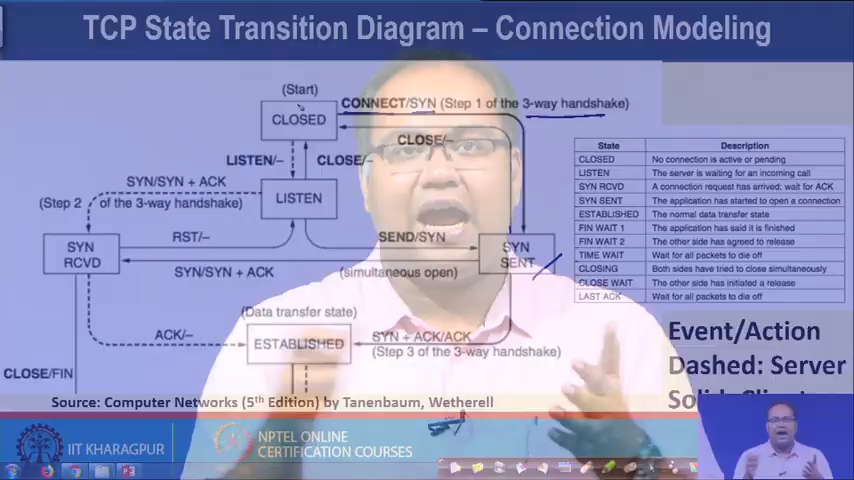 TCP State Transition Diagram – Connection Modeling
(Start)
CLOSED
CONNECT/SYN (Step 1 of the 3-way handshake)
CLOSE/–
LISTEN/–
CLOSE/–
SYN/SYN + ACK
(Step 2 of the 3-way handshake)
LISTEN
RST/–
SEND/SYN
SYN RCVD
SYN SENT
SYN/SYN + ACK (simultaneous open)
(Data transfer state)
ACK/–
ESTABLISHED
SYN + ACK/ACK
(Step 3 of the 3-way handshake)
CLOSE/FIN
State Description
CLOSED No connection is active or pending
LISTEN The server is waiting for an incoming call
SYN RCVD A connection request has arrived; wait for ACK
SYN SENT The application has started to open a connection
ESTABLISHED The normal data transfer state
FIN WAIT 1 The application has said it is finished
FIN WAIT 2 The other side has agreed to release
TIME WAIT Wait for all packets to die off
CLOSING Both sides have tried to close simultaneously
CLOSE WAIT The other side has initiated a release
LAST ACK Wait for all packets to die off
Event/Action
Dashed: Server
Solid: Client
Source: Computer Networks (5th Edition) by Tanenbaum, Wetherell
IIT KHARAGPUR
NPTEL ONLINE
CERTIFICATION COURSES